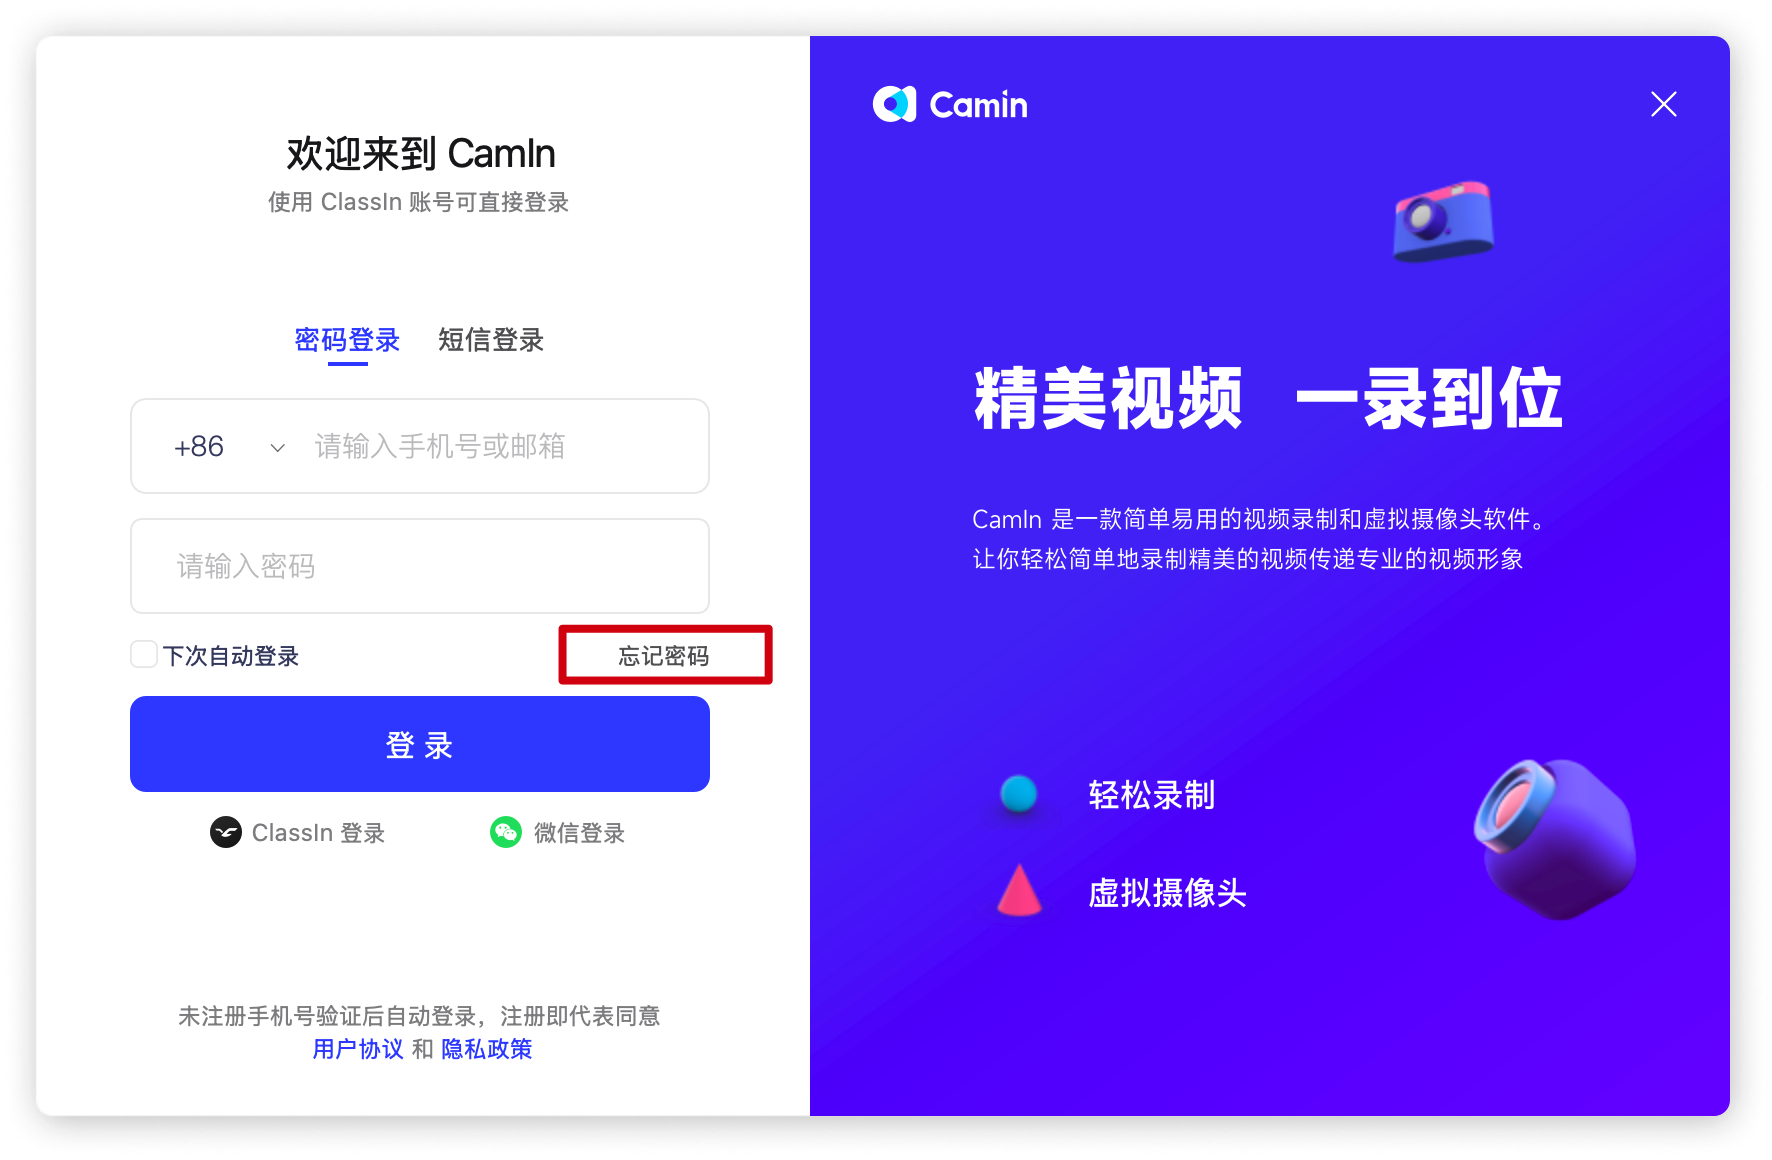 欢迎来到 CamIn
使用 ClassIn 账号可直接登录
密码登录 短信登录
+86 请输入手机号或邮箱
请输入密码
下次自动登录 忘记密码
登 录
ClassIn 登录 微信登录
未注册手机号验证后自动登录，注册即代表同意
用户协议 和 隐私政策
Camin
精美视频 一录到位
CamIn 是一款简单易用的视频录制和虚拟摄像头软件。
让你轻松简单地录制精美的视频传递专业的视频形象
轻松录制
虚拟摄像头